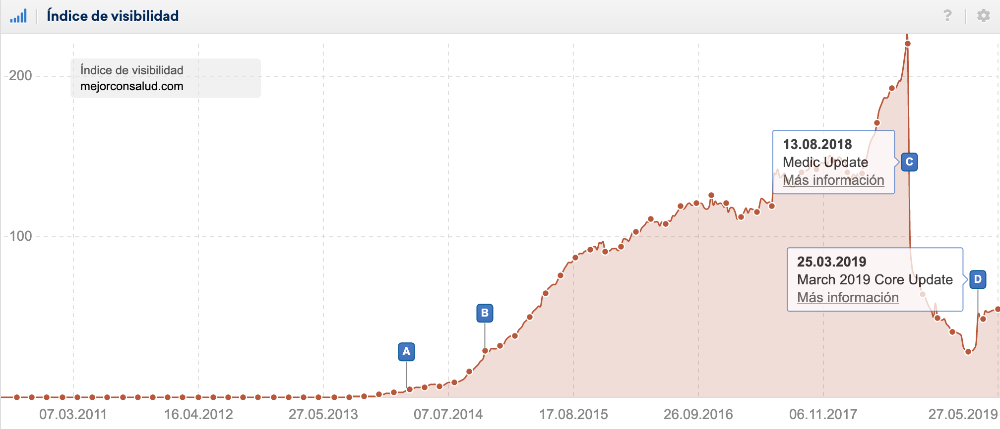 Índice de visibilidad
?
Índice de visibilidad
mejorconsalud.com
200
100
13.08.2018
Medic Update
Más información
C
25.03.2019
March 2019 Core Update
Más información
D
B
A
07.03.2011
16.04.2012
27.05.2013
07.07.2014
17.08.2015
26.09.2016
06.11.2017
27.05.2019